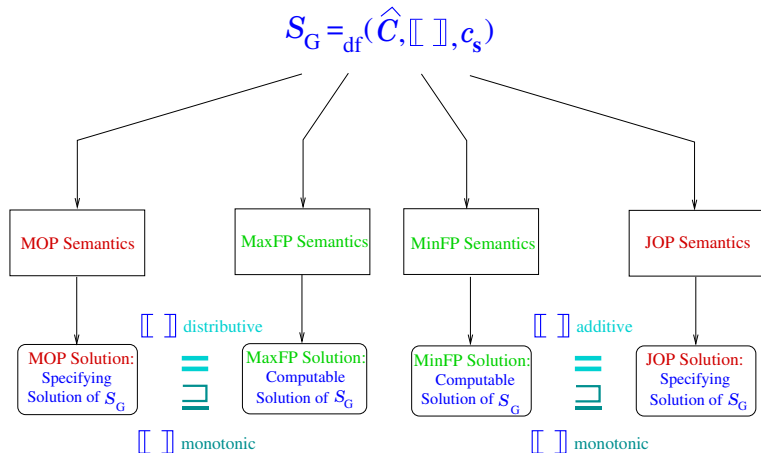 S_G =_df (Ĉ, ⟦ ⟧, c_s)
MOP Semantics
MaxFP Semantics
MinFP Semantics
JOP Semantics
⟦ ⟧ distributive
⟦ ⟧ additive
MOP Solution:
Specifying
Solution of S_G
=
⊒
MaxFP Solution:
Computable
Solution of S_G
MinFP Solution:
Computable
Solution of S_G
=
⊒
JOP Solution:
Specifying
Solution of S_G
⟦ ⟧ monotonic
⟦ ⟧ monotonic